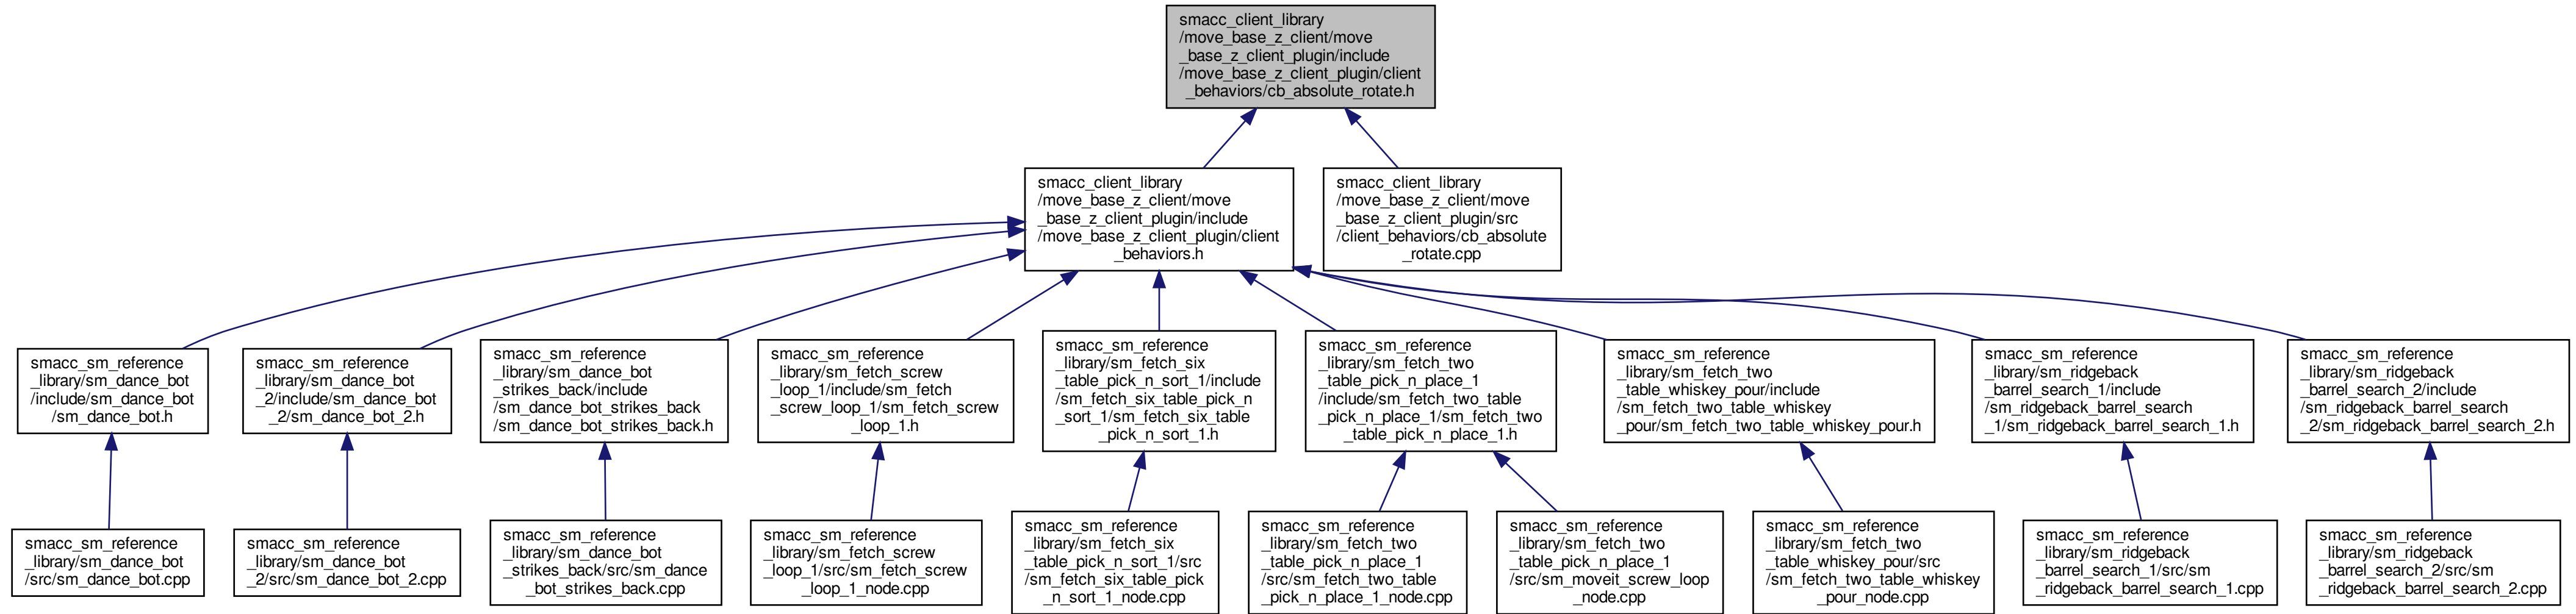 smacc_client_library
/move_base_z_client/move
_base_z_client_plugin/include
/move_base_z_client_plugin/client
_behaviors/cb_absolute_rotate.h
smacc_client_library
/move_base_z_client/move
_base_z_client_plugin/include
/move_base_z_client_plugin/client
_behaviors.h
smacc_client_library
/move_base_z_client/move
_base_z_client_plugin/src
/client_behaviors/cb_absolute
_rotate.cpp
smacc_sm_reference
_library/sm_dance_bot
/include/sm_dance_bot
/sm_dance_bot.h
smacc_sm_reference
_library/sm_dance_bot
_2/include/sm_dance_bot
_2/sm_dance_bot_2.h
smacc_sm_reference
_library/sm_dance_bot
_strikes_back/include
/sm_dance_bot_strikes_back
/sm_dance_bot_strikes_back.h
smacc_sm_reference
_library/sm_fetch_screw
_loop_1/include/sm_fetch
_screw_loop_1/sm_fetch_screw
_loop_1.h
smacc_sm_reference
_library/sm_fetch_six
_table_pick_n_sort_1/include
/sm_fetch_six_table_pick_n
_sort_1/sm_fetch_six_table
_pick_n_sort_1.h
smacc_sm_reference
_library/sm_fetch_two
_table_pick_n_place_1
/include/sm_fetch_two_table
_pick_n_place_1/sm_fetch_two
_table_pick_n_place_1.h
smacc_sm_reference
_library/sm_fetch_two
_table_whiskey_pour/include
/sm_fetch_two_table_whiskey
_pour/sm_fetch_two_table_whiskey_pour.h
smacc_sm_reference
_library/sm_ridgeback
_barrel_search_1/include
/sm_ridgeback_barrel_search
_1/sm_ridgeback_barrel_search_1.h
smacc_sm_reference
_library/sm_ridgeback
_barrel_search_2/include
/sm_ridgeback_barrel_search
_2/sm_ridgeback_barrel_search_2.h
smacc_sm_reference
_library/sm_dance_bot
/src/sm_dance_bot.cpp
smacc_sm_reference
_library/sm_dance_bot
_2/src/sm_dance_bot_2.cpp
smacc_sm_reference
_library/sm_dance_bot
_strikes_back/src/sm_dance
_bot_strikes_back.cpp
smacc_sm_reference
_library/sm_fetch_screw
_loop_1/src/sm_fetch_screw
_loop_1_node.cpp
smacc_sm_reference
_library/sm_fetch_six
_table_pick_n_sort_1/src
/sm_fetch_six_table_pick
_n_sort_1_node.cpp
smacc_sm_reference
_library/sm_fetch_two
_table_pick_n_place_1
/src/sm_fetch_two_table
_pick_n_place_1_node.cpp
smacc_sm_reference
_library/sm_fetch_two
_table_pick_n_place_1
/src/sm_moveit_screw_loop
_node.cpp
smacc_sm_reference
_library/sm_fetch_two
_table_whiskey_pour/src
/sm_fetch_two_table_whiskey
_pour_node.cpp
smacc_sm_reference
_library/sm_ridgeback
_barrel_search_1/src/sm
_ridgeback_barrel_search_1.cpp
smacc_sm_reference
_library/sm_ridgeback
_barrel_search_2/src/sm
_ridgeback_barrel_search_2.cpp